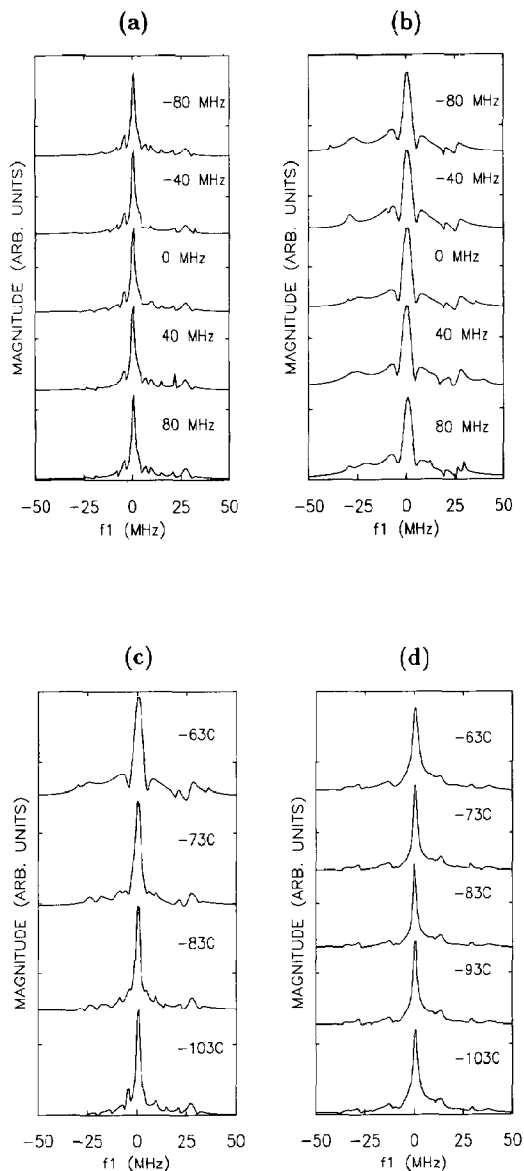 (a)
MAGNITUDE (ARB. UNITS)
-80 MHz
-40 MHz
0 MHz
40 MHz
80 MHz
-50 -25 0 25 50
f1 (MHz)
(b)
MAGNITUDE (ARB. UNITS)
-80 MHz
-40 MHz
0 MHz
40 MHz
80 MHz
-50 -25 0 25 50
f1 (MHz)
(c)
MAGNITUDE (ARB. UNITS)
-63C
-73C
-83C
-103C
-50 -25 0 25 50
f1 (MHz)
(d)
MAGNITUDE (ARB. UNITS)
-63C
-73C
-83C
-93C
-103C
-50 -25 0 25 50
f1 (MHz)